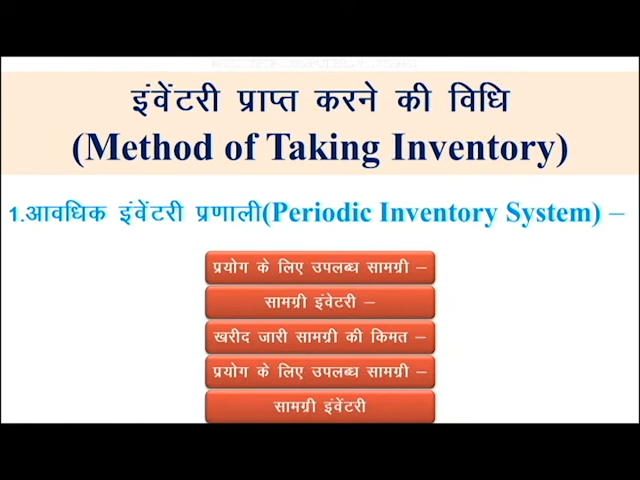 इंवेंटरी प्राप्त करने की विधि
(Method of Taking Inventory)
1.आवधिक इंवेंटरी प्रणाली(Periodic Inventory System) –
प्रयोग के लिए उपलब्ध सामग्री –
सामग्री इंवेटरी –
खरीद जारी सामग्री की किमत –
प्रयोग के लिए उपलब्ध सामग्री –
सामग्री इंवेंटरी